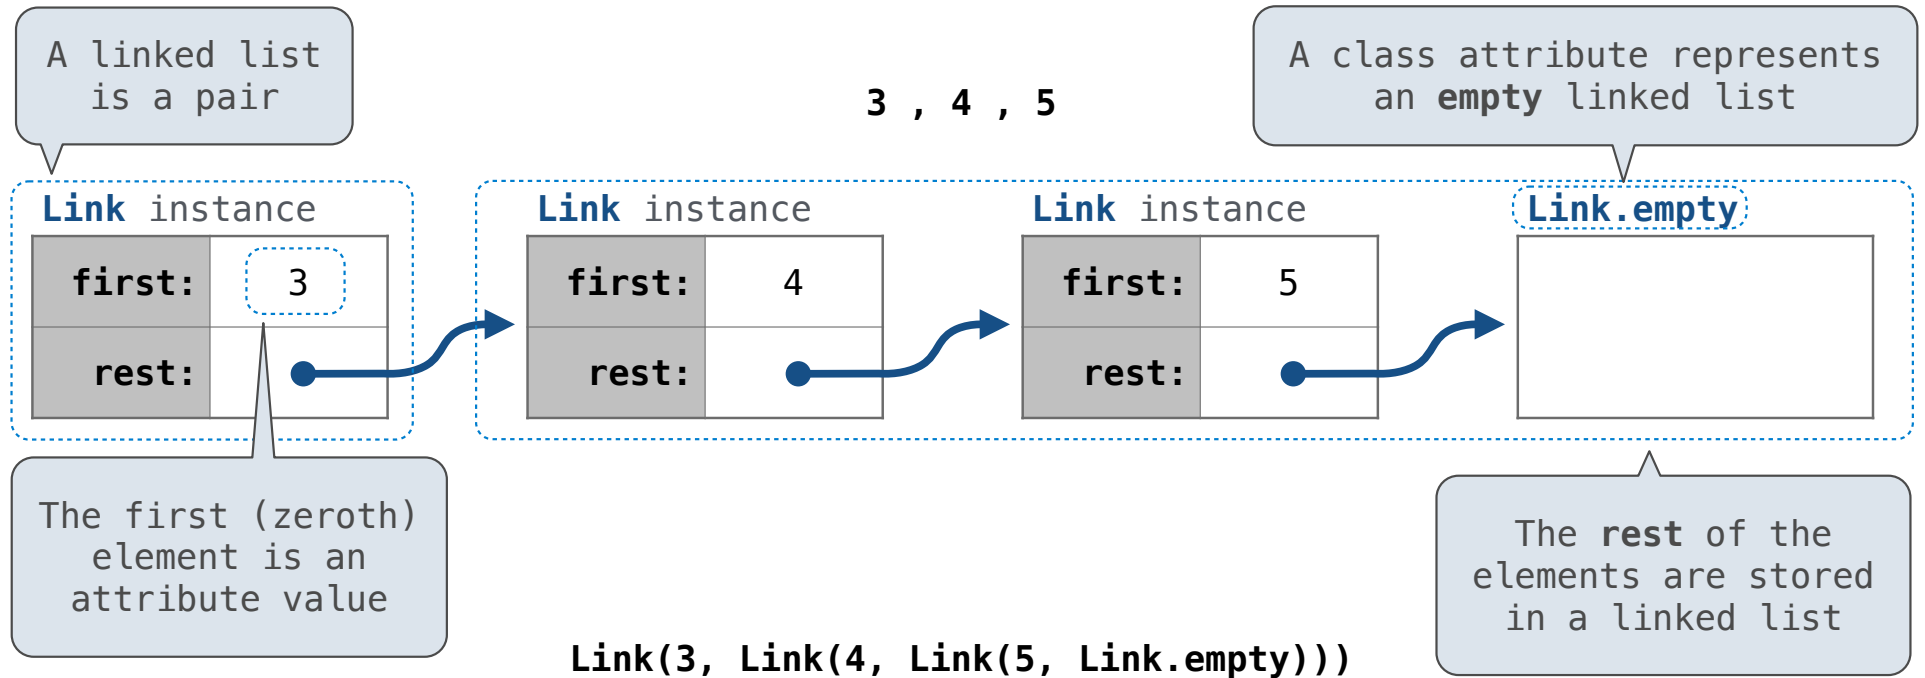 A linked list
is a pair
3 , 4 , 5
A class attribute represents
an empty linked list
Link instance
first: 3
rest:
Link instance
first: 4
rest:
Link instance
first: 5
rest:
Link.empty
The first (zeroth)
element is an
attribute value
The rest of the
elements are stored
in a linked list
Link(3, Link(4, Link(5, Link.empty)))